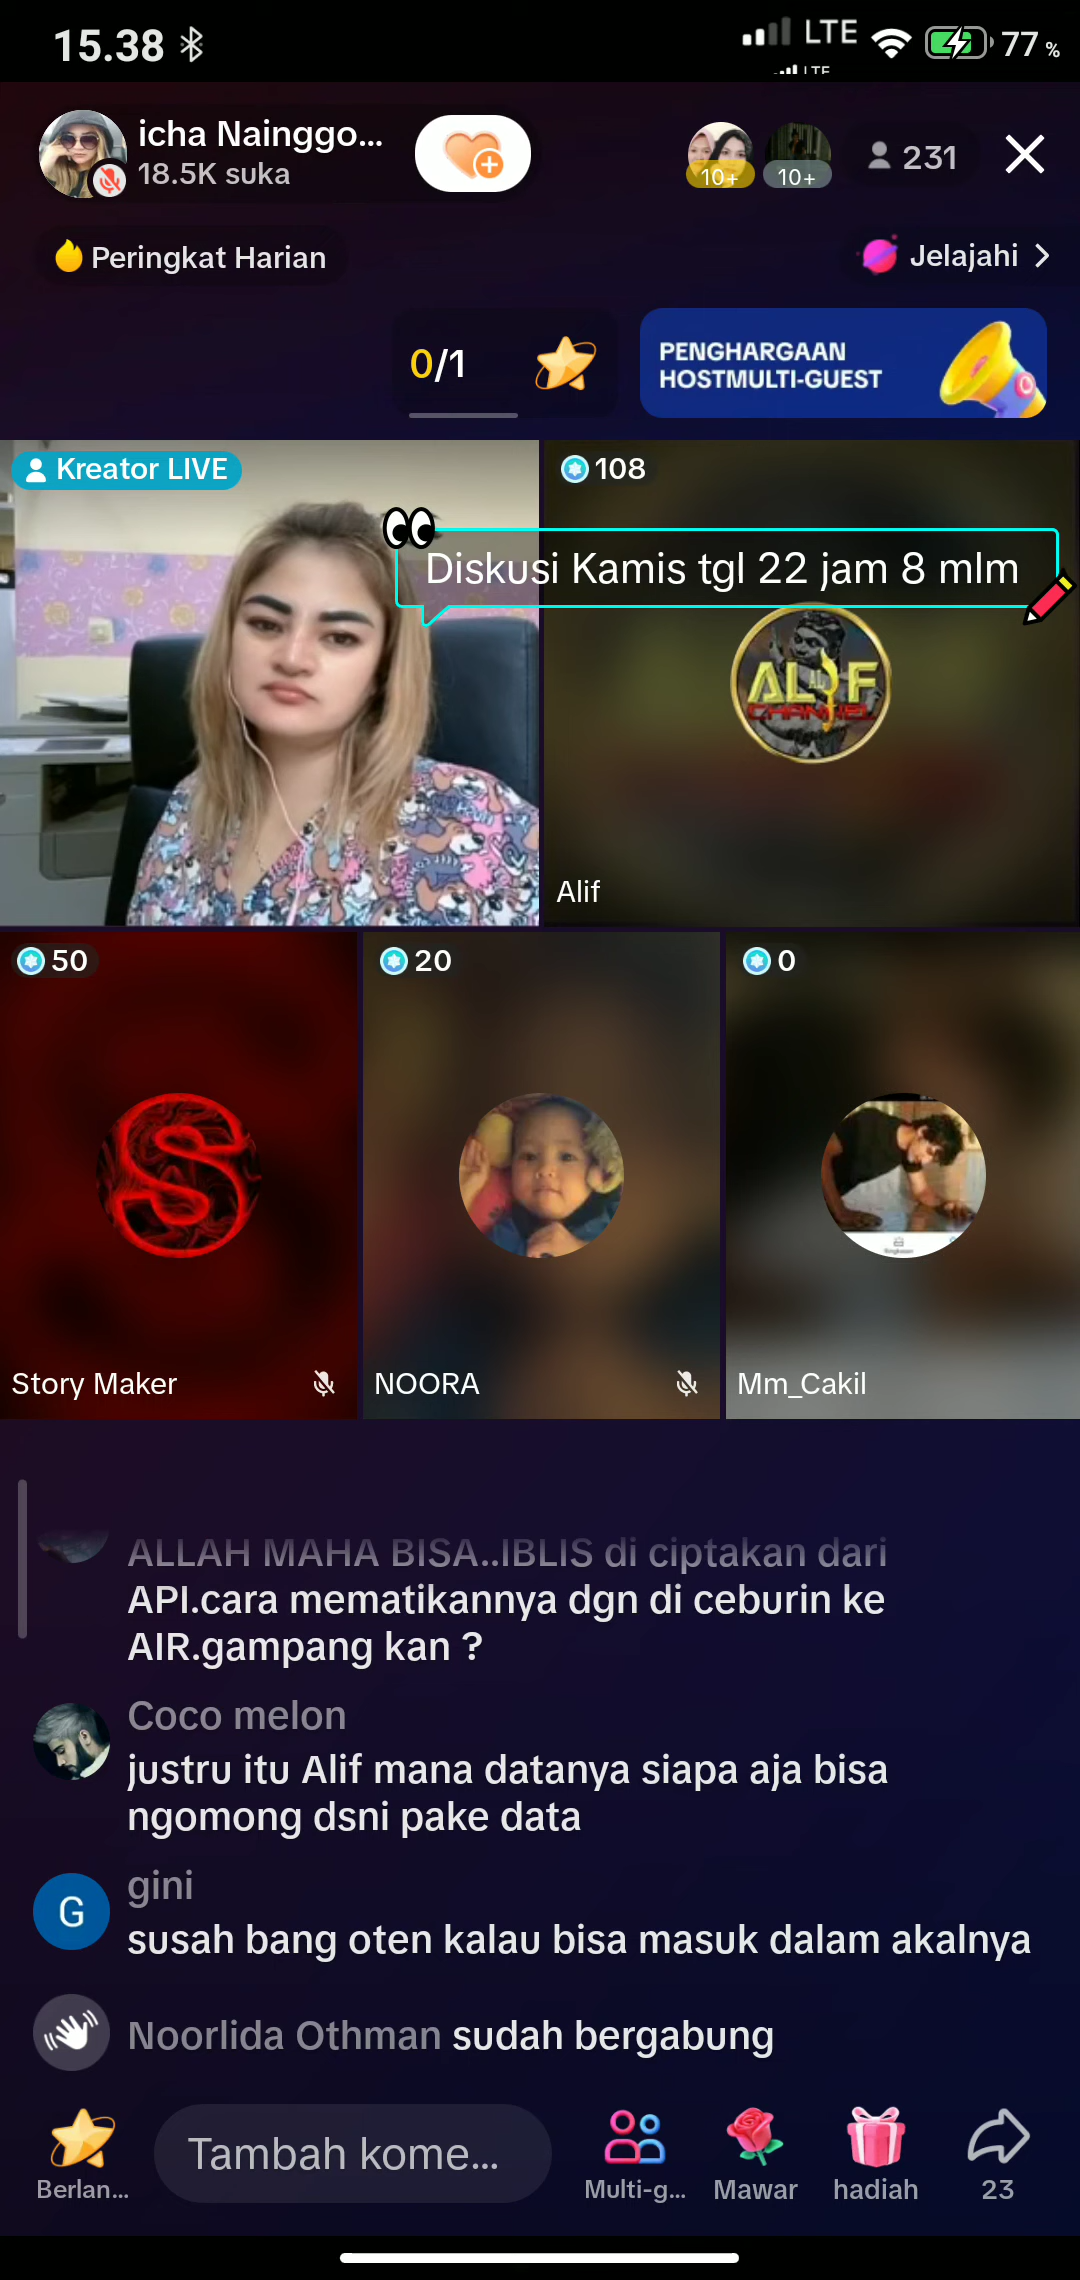 15.38
LTE
77 %
LTE
icha Nainggo...
18.5K suka
10+
10+
231
Peringkat Harian
Jelajahi
0/1
PENGHARGAAN
HOSTMULTI-GUEST
Kreator LIVE
108
Diskusi Kamis tgl 22 jam 8 mlm
ALIF
AL
CHANNEL
Alif
50
20
0
S
Story Maker
NOORA
Mm_Cakil
ALLAH MAHA BISA..IBLIS di ciptakan dari
API.cara mematikannya dgn di ceburin ke
AIR.gampang kan ?
Coco melon
justru itu Alif mana datanya siapa aja bisa
ngomong dsni pake data
G
gini
susah bang oten kalau bisa masuk dalam akalnya
Noorlida Othman sudah bergabung
Berlan...
Tambah kome...
Multi-g...
Mawar
hadiah
23